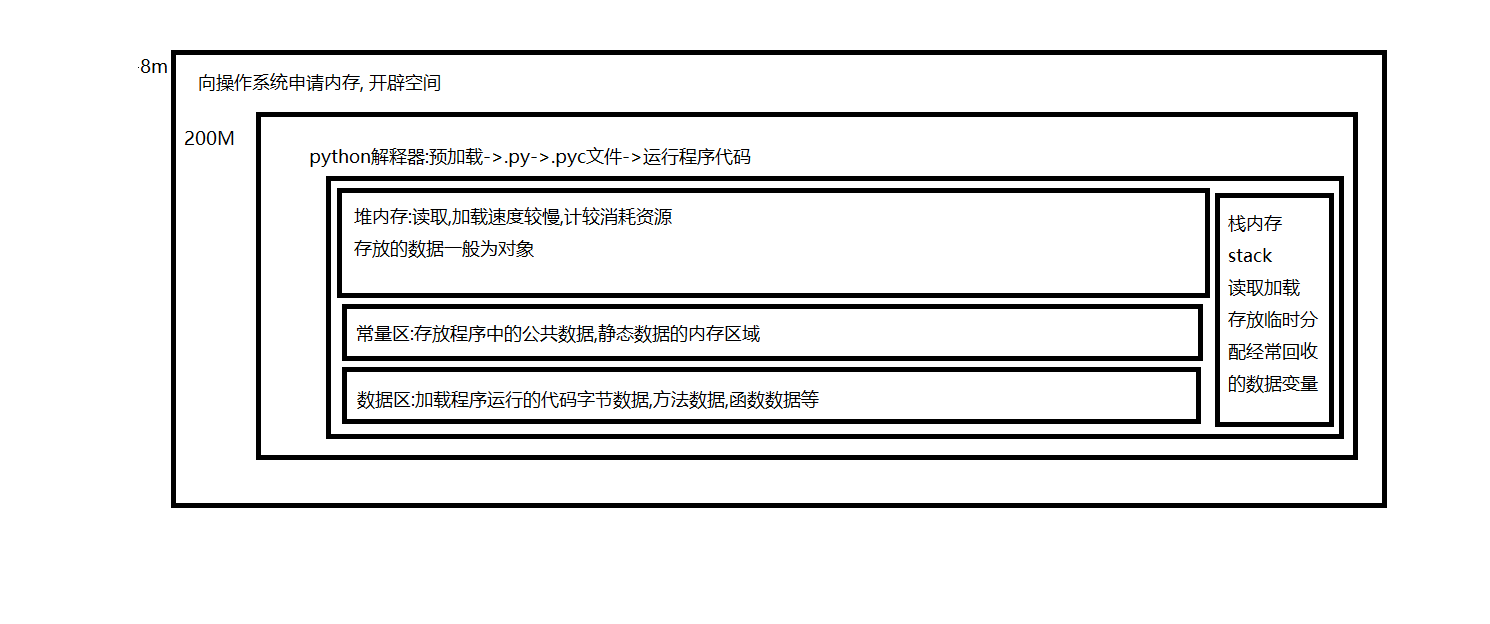 8m
向操作系统申请内存, 开辟空间
200M
python解释器:预加载->.py->.pyc文件->运行程序代码
堆内存:读取,加载速度较慢,计较消耗资源
存放的数据一般为对象
常量区:存放程序中的公共数据,静态数据的内存区域
数据区:加载程序运行的代码字节数据,方法数据,函数数据等
栈内存
stack
读取加载
存放临时分
配经常回收
的数据变量